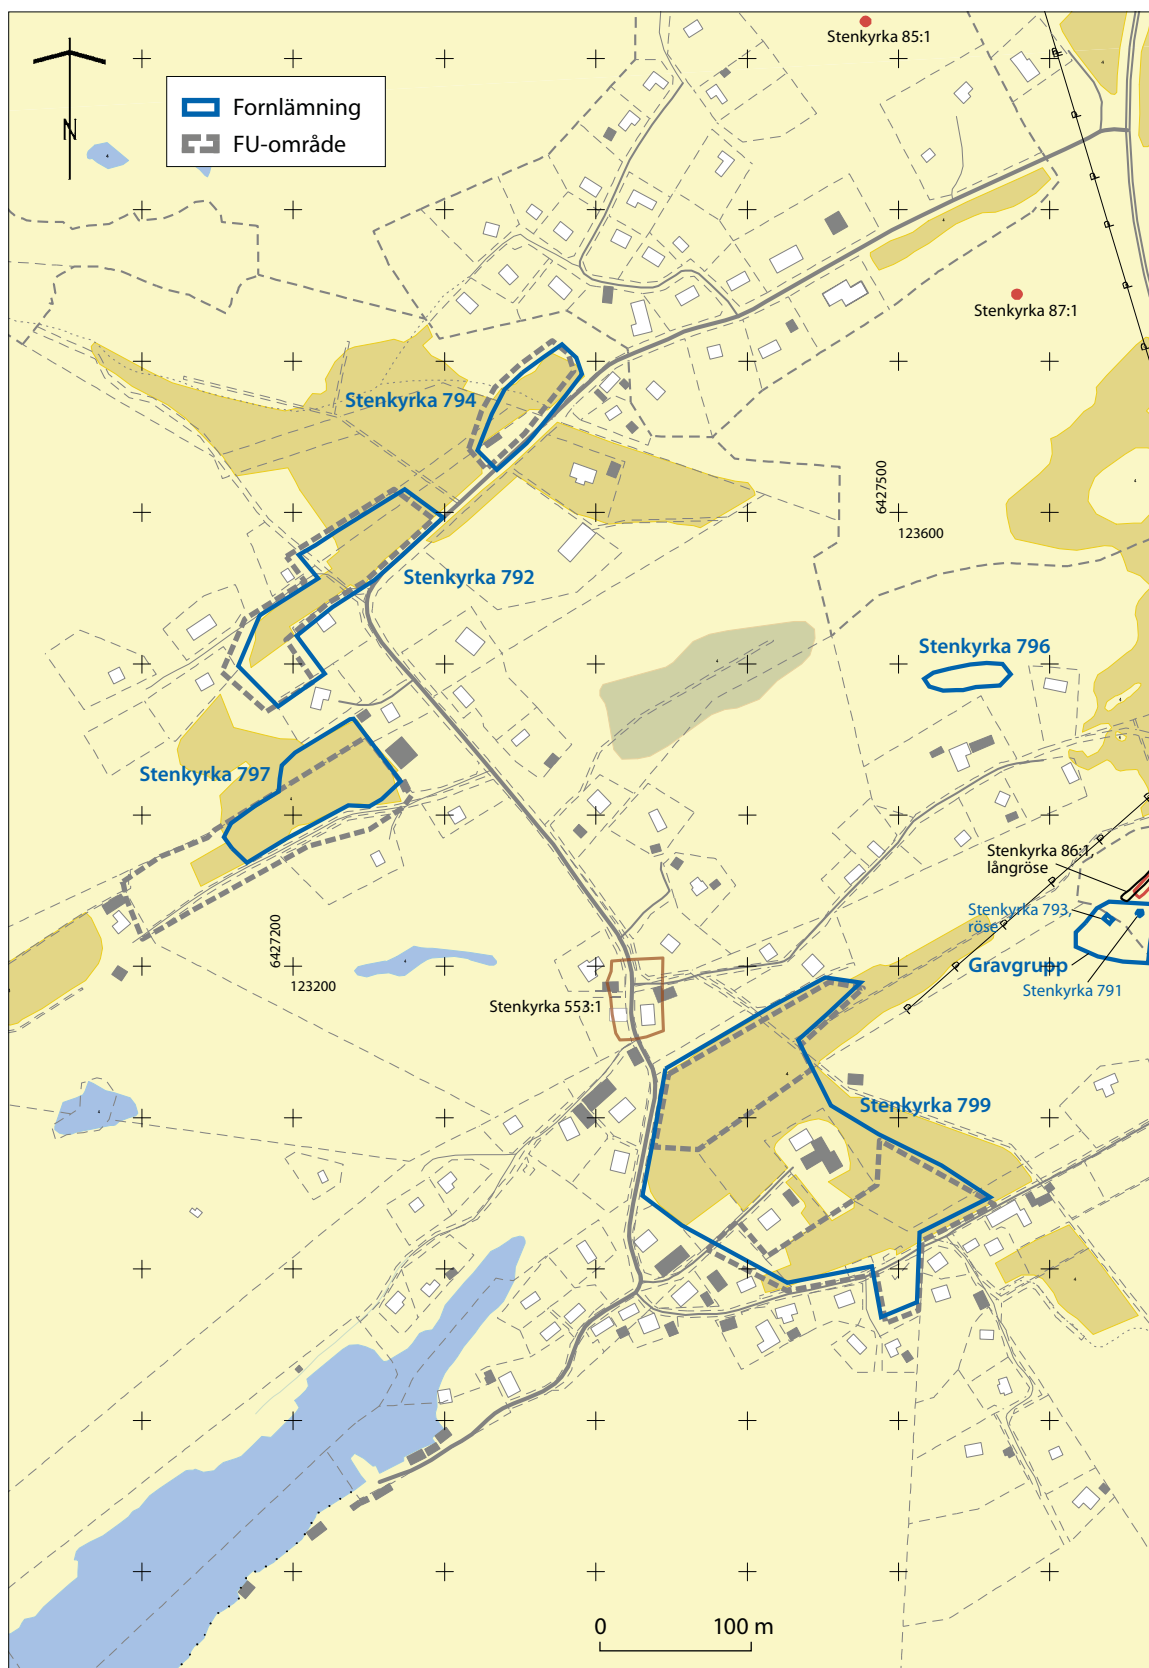 Stenkyrka 85:1
N
Fornlämning
FU-område
P
P
P
P
P
P
Stenkyrka 87:1
Stenkyrka 794
6427500
123600
Stenkyrka 792
Stenkyrka 796
Stenkyrka 797
P
P
Stenkyrka 86:1,
långröse
P
Stenkyrka 793,
röse
P
6427200
123200
P
Gravgrupp
Stenkyrka 791
P
Stenkyrka 553:1
Stenkyrka 799
0 100 m